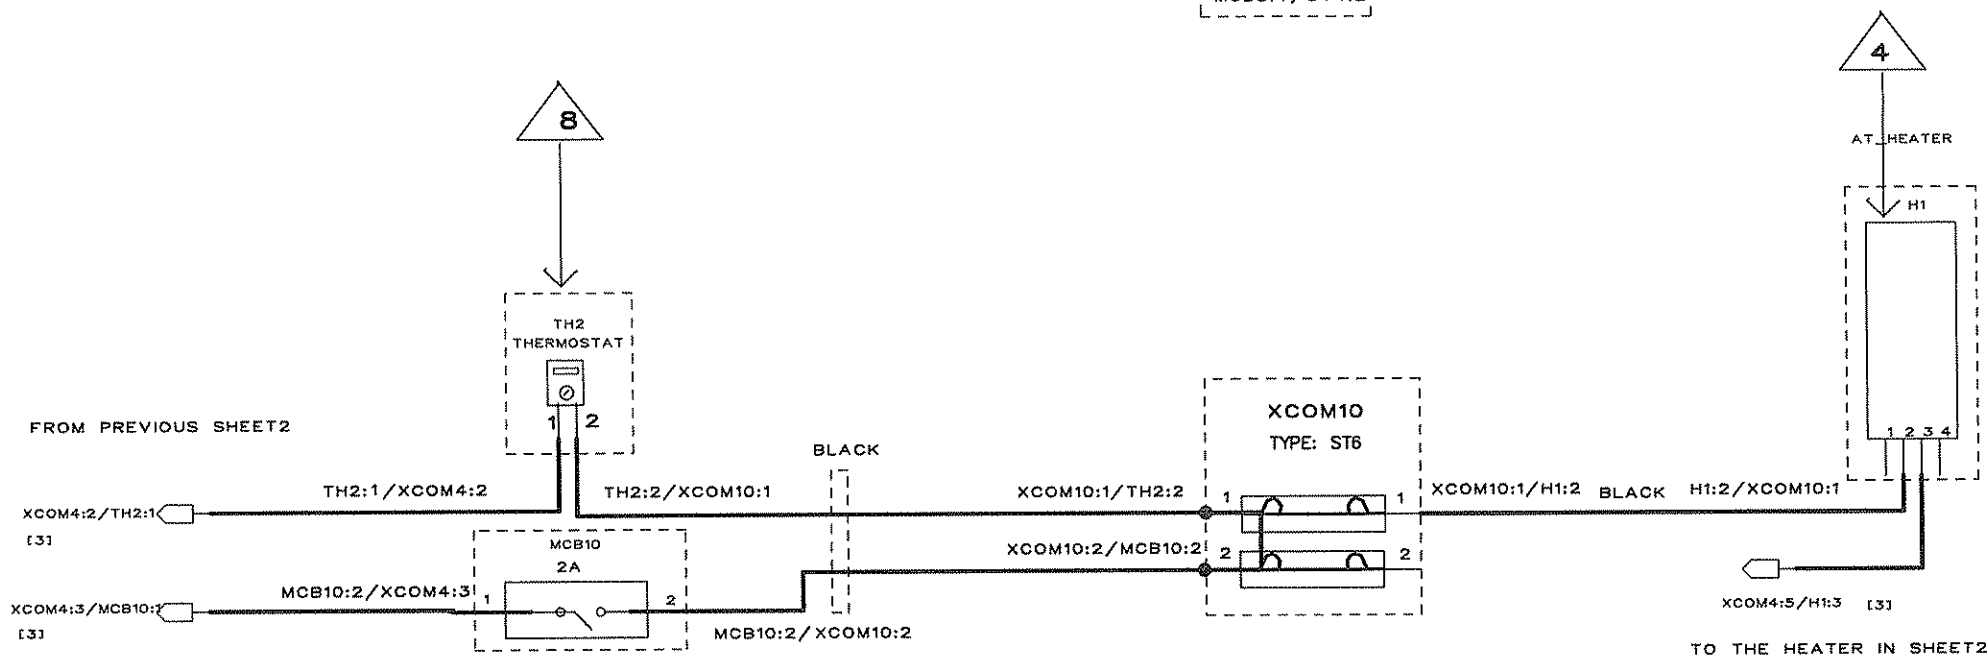 4
8
AT HEATER
H1
TH2
THERMOSTAT
1 2
FROM PREVIOUS SHEET2
XCOM10
TYPE: ST6
1 2 3 4
BLACK
TH2:1/XCOM4:2
TH2:2/XCOM10:1
XCOM10:1/TH2:2
1
1
XCOM10:1/H1:2
BLACK
H1:2/XCOM10:1
XCOM4:2/TH2:1
[3]
MCB10
2A
XCOM10:2/MCB10:2
2
2
MCB10:2/XCOM4:3
1
2
XCOM4:3/MCB10:1
[3]
MCB10:2/XCOM10:2
XCOM4:5/H1:3 [3]
TO THE HEATER IN SHEET2